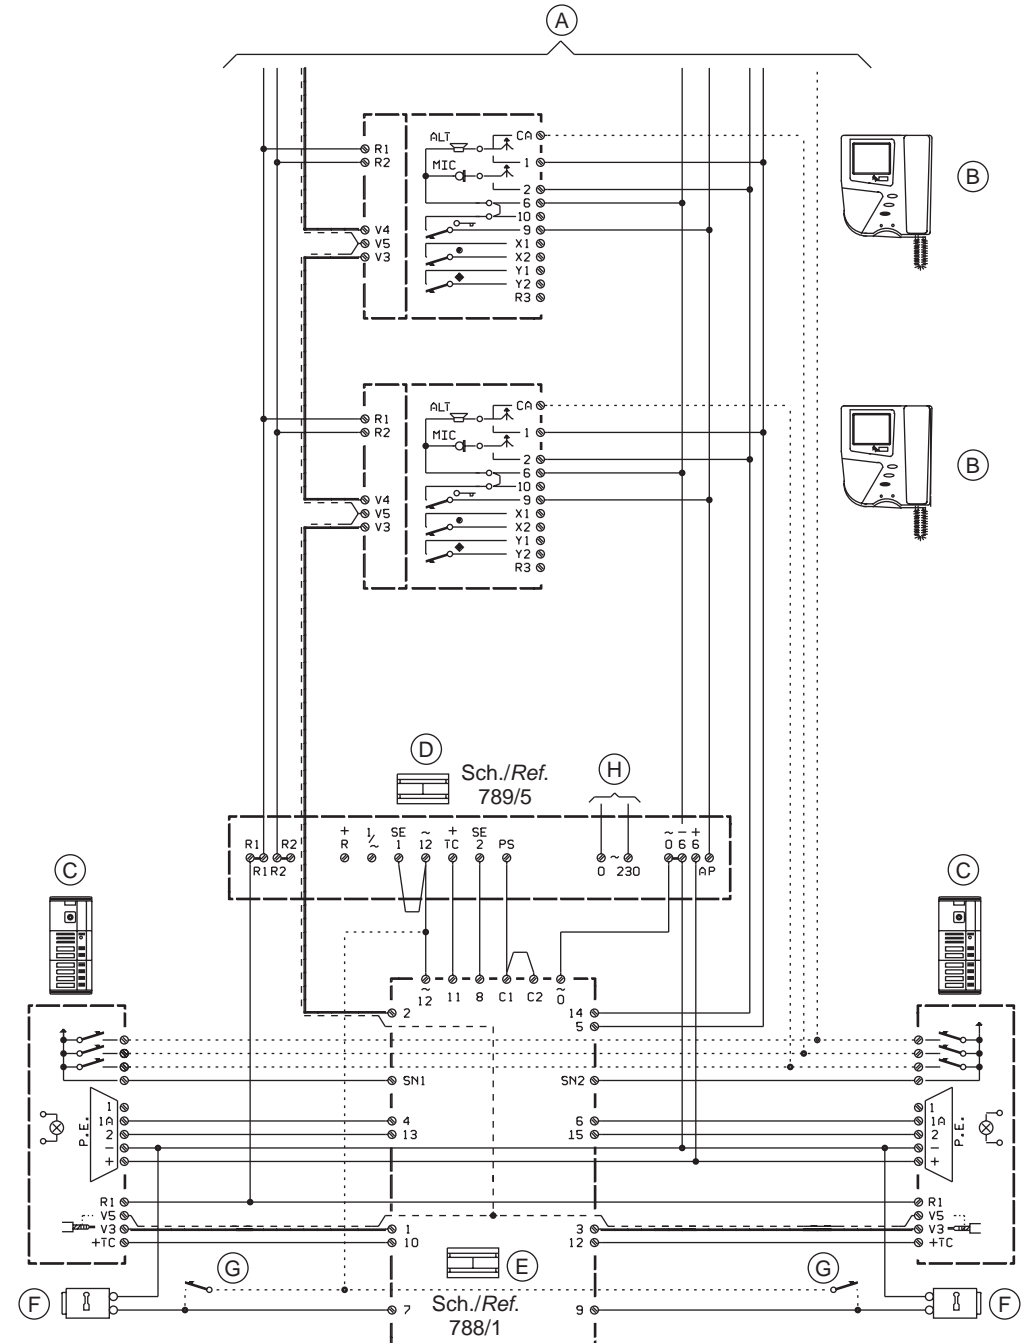 A
ALT
CA
R1
1
R2
MIC
2
6
10
V4
9
V5
X1
V3
X2
Y1
Y2
R3
B
ALT
CA
R1
1
R2
MIC
2
6
10
V4
9
V5
X1
V3
X2
Y1
Y2
R3
B
D
Sch./Ref.
789/5
H
R1 R2 + R 1/~ SE 1 ~ 12 + TC SE 2 PS ~ 0 − 6 + 6
R1 R2 0 ~ 230 AP
C
C
~ 12 11 8 C1 C2 ~ 0
2 14
5
SN1 SN2
1 1
1A 4 6 1A
2 13 15 2
− −
+ +
P.E. P.E.
R1 R1
V5 V5
V3 1 3 V3
+TC 10 12 +TC
G E G
F 7 Sch./Ref. 9 F
788/1